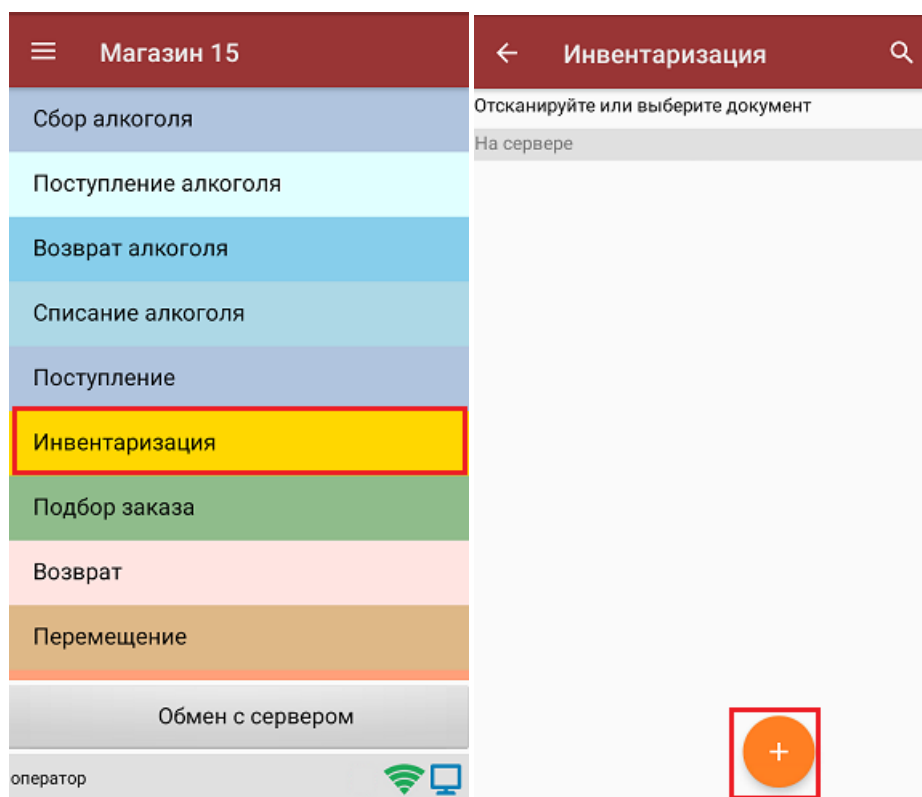 Магазин 15
Сбор алкоголя
Поступление алкоголя
Возврат алкоголя
Списание алкоголя
Поступление
Инвентаризация
Подбор заказа
Возврат
Перемещение
Обмен с сервером
оператор
Инвентаризация
Отсканируйте или выберите документ
На сервере
+